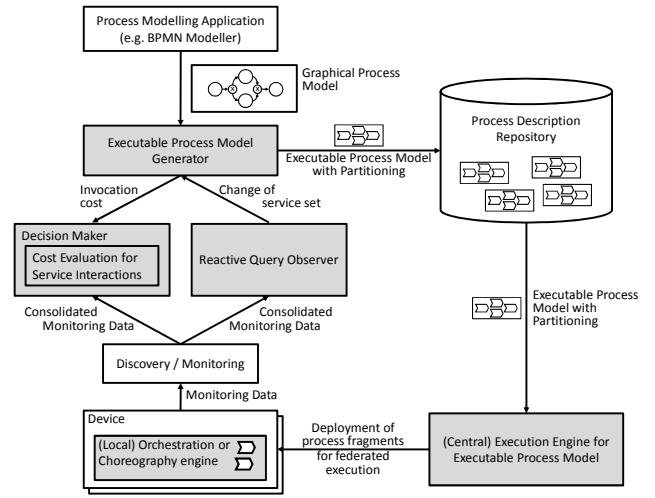 Process Modelling Application
(e.g. BPMN Modeller)
Graphical Process
Model
Executable Process Model
Generator
Executable Process Model
with Partitioning
Process Description
Repository
Invocation
cost
Change of
service set
Decision Maker
Cost Evaluation for
Service Interactions
Reactive Query Observer
Consolidated
Monitoring Data
Consolidated
Monitoring Data
Executable Process
Model with
Partitioning
Discovery / Monitoring
Monitoring Data
Device
(Local) Orchestration or
Choreography engine
Deployment of
process fragments
for federated
execution
(Central) Execution Engine for
Executable Process Model